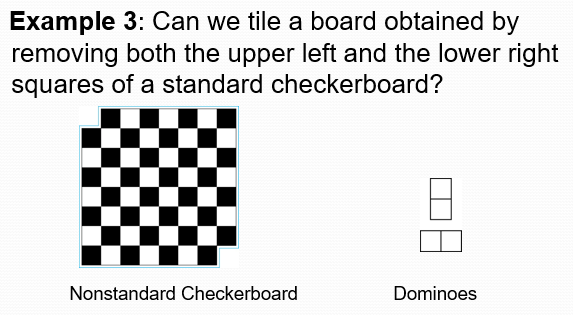 Example 3: Can we tile a board obtained by
removing both the upper left and the lower right
squares of a standard checkerboard?
Nonstandard Checkerboard
Dominoes